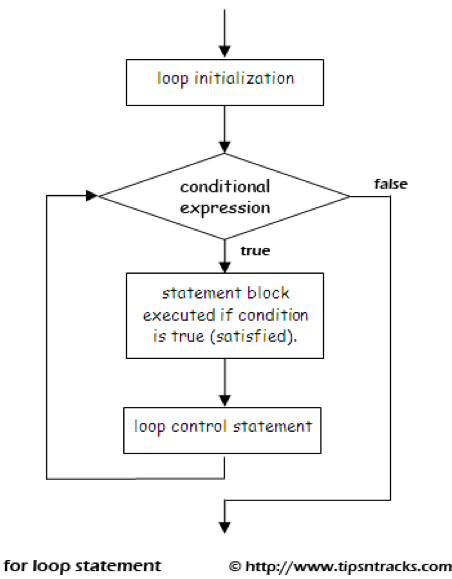 loop initialization
conditional
expression
false
true
statement block
executed if condition
is true (satisfied).
loop control statement
for loop statement
© http://www.tipsntracks.com